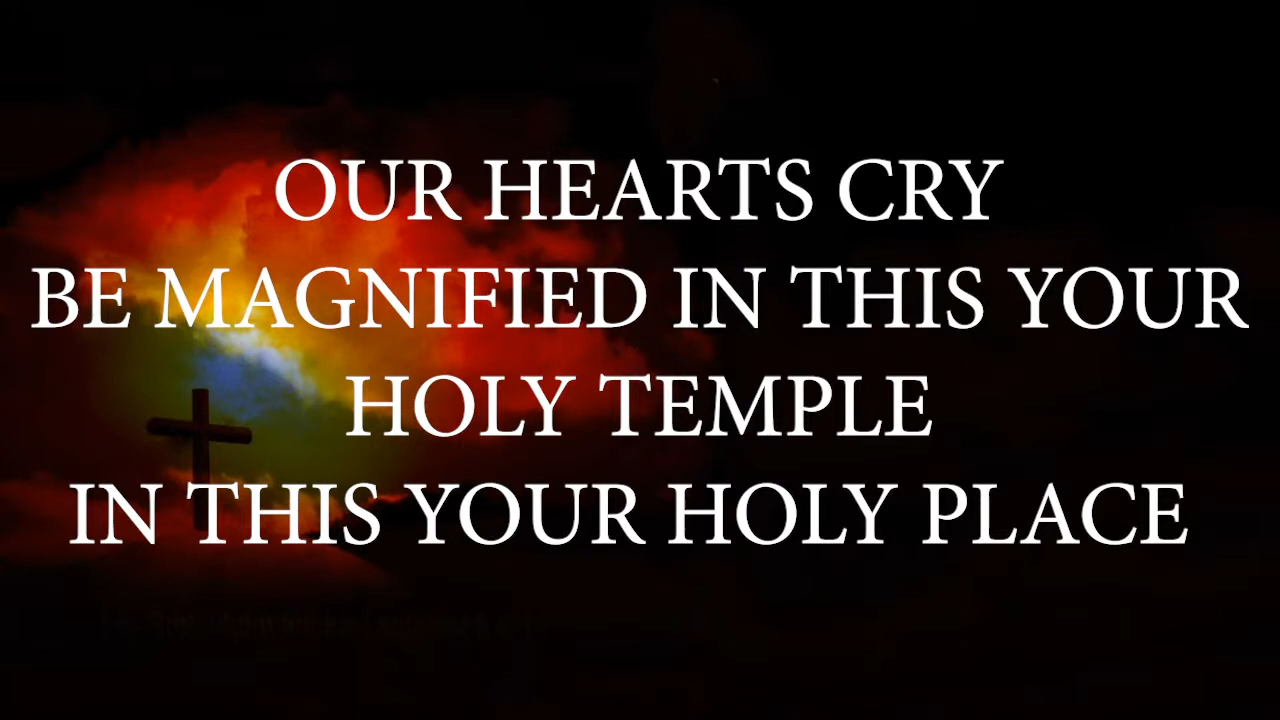 OUR HEARTS CRY
BE MAGNIFIED IN THIS YOUR
HOLY TEMPLE
IN THIS YOUR HOLY PLACE